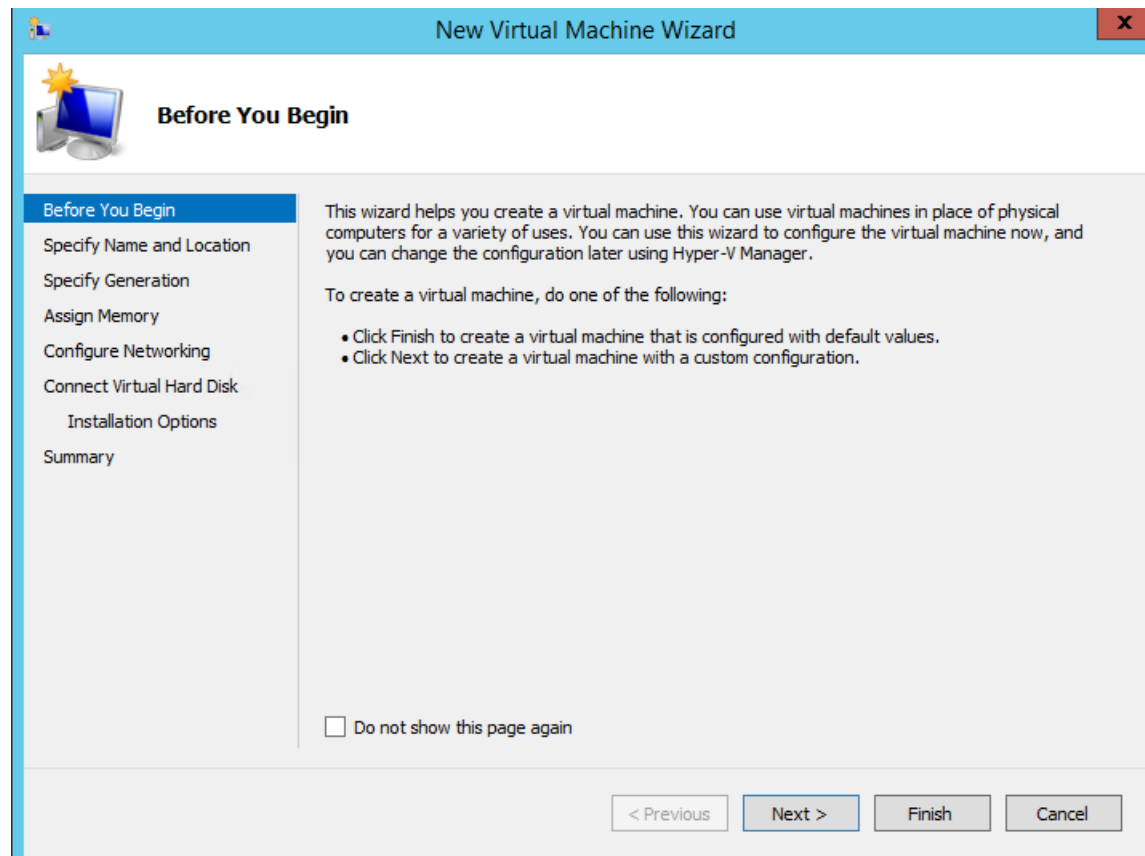 New Virtual Machine Wizard
x
Before You Begin
Before You Begin
Specify Name and Location
Specify Generation
Assign Memory
Configure Networking
Connect Virtual Hard Disk
Installation Options
Summary
This wizard helps you create a virtual machine. You can use virtual machines in place of physical
computers for a variety of uses. You can use this wizard to configure the virtual machine now, and
you can change the configuration later using Hyper-V Manager.
To create a virtual machine, do one of the following:
• Click Finish to create a virtual machine that is configured with default values.
• Click Next to create a virtual machine with a custom configuration.
Do not show this page again
< Previous
Next >
Finish
Cancel